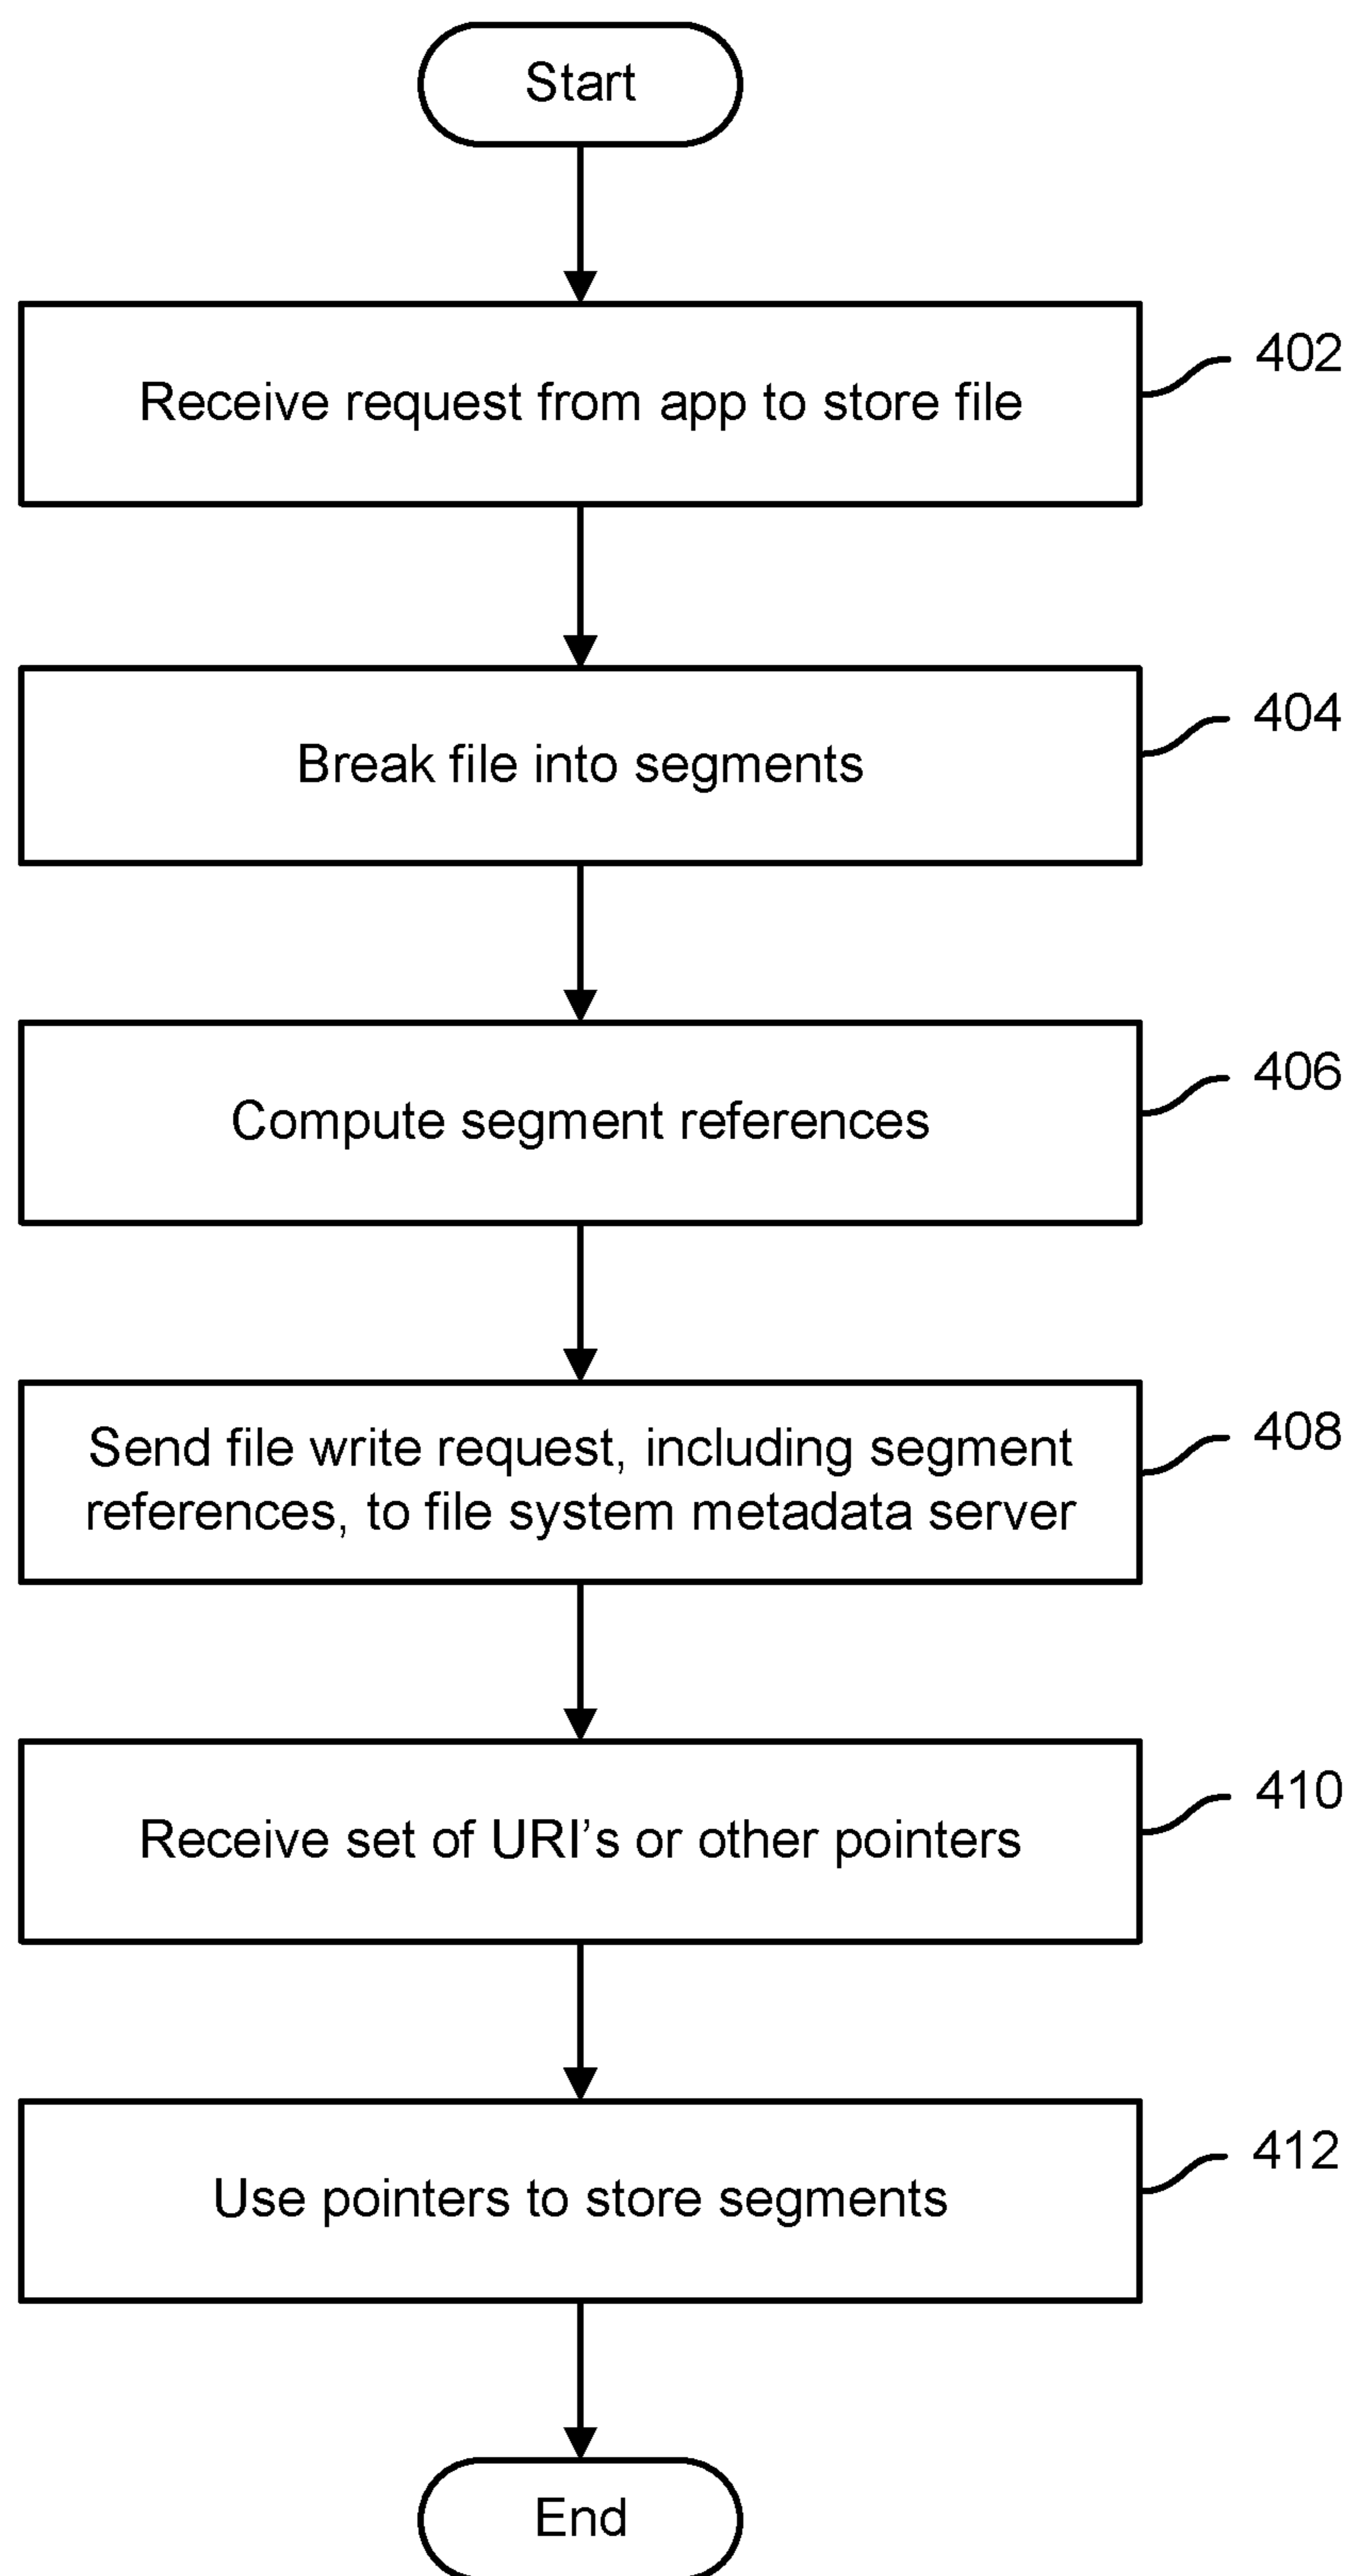 Start
Receive request from app to store file
402
Break file into segments
404
Compute segment references
406
Send file write request, including segment
references, to file system metadata server
408
Receive set of URI’s or other pointers
410
Use pointers to store segments
412
End